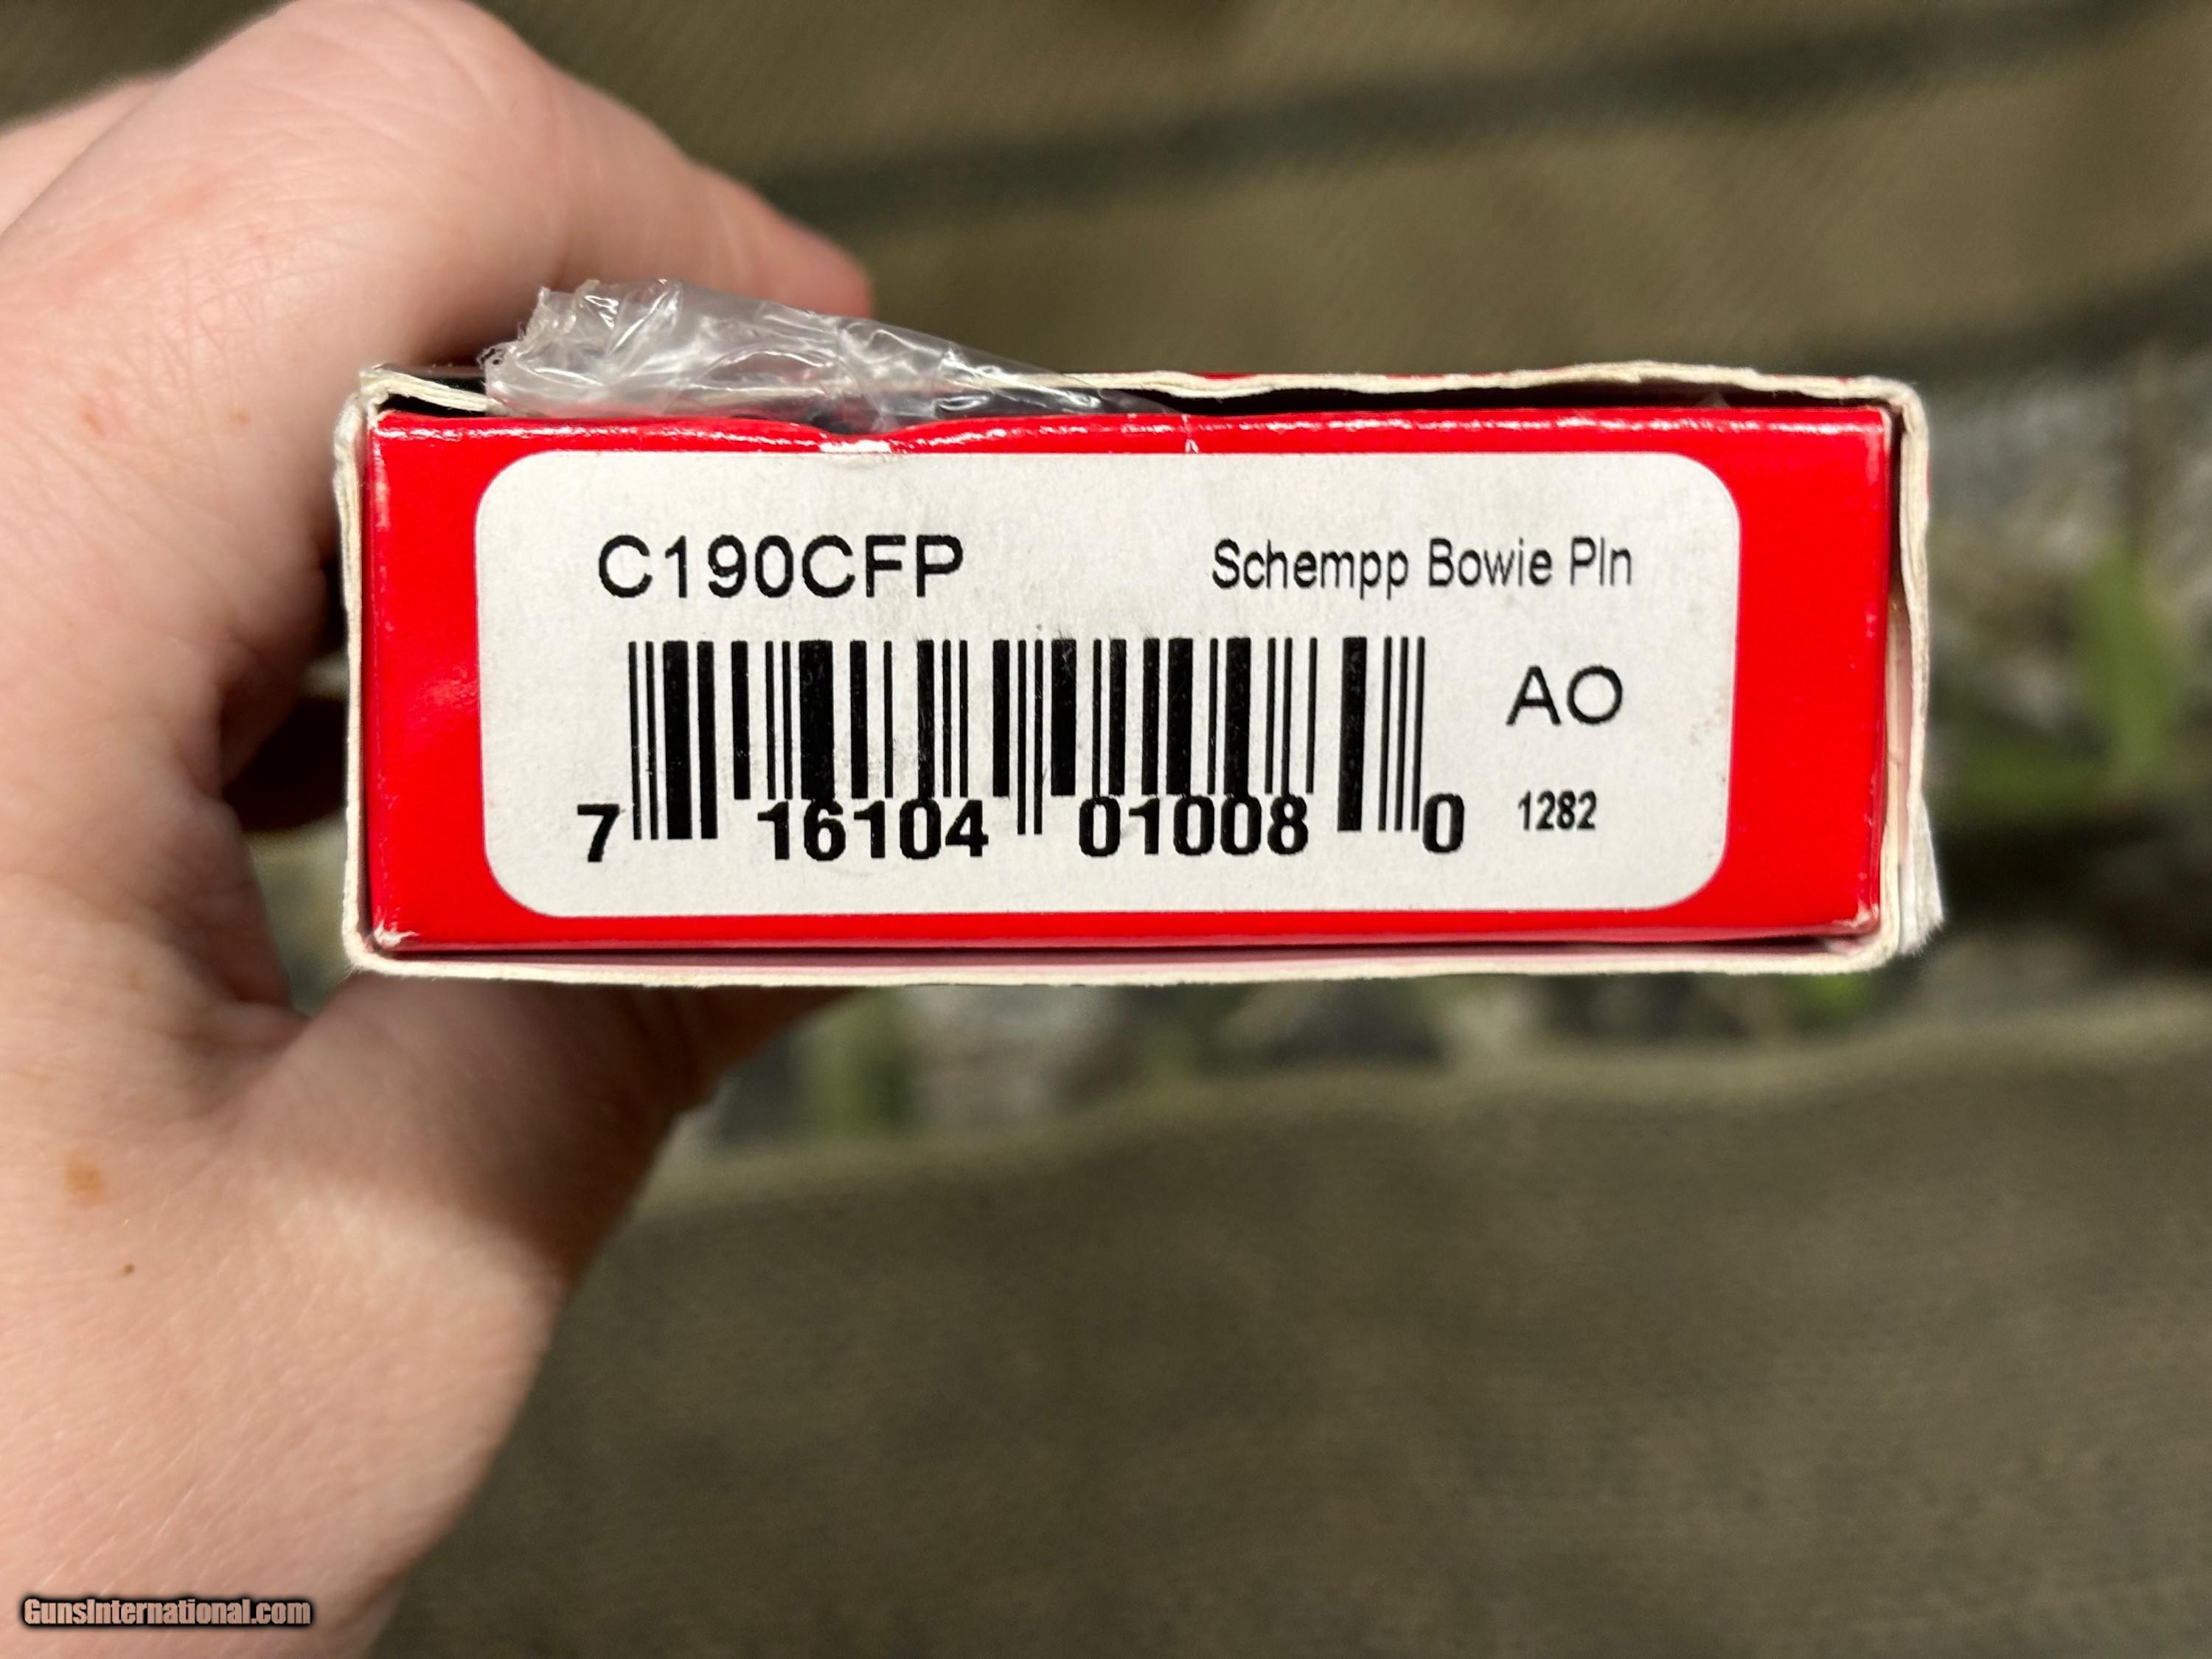 C190CFP Schempp Bowie Pln
AO
7 16104 01008 0 1282
GunsInternational.com